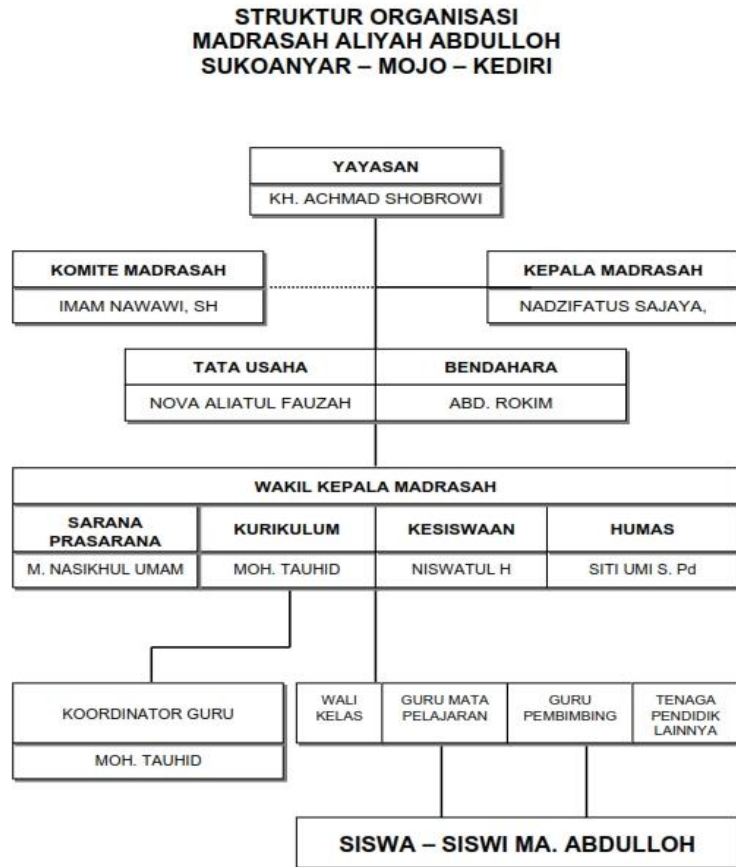 STRUKTUR ORGANISASI
MADRASAH ALIYAH ABDULLOH
SUKOANYAR – MOJO – KEDIRI
YAYASAN
KH. ACHMAD SHOBROWI
KOMITE MADRASAH
IMAM NAWAWI, SH
KEPALA MADRASAH
NADZIFATUS SAJAYA,
TATA USAHA
NOVA ALIATUL FAUZAH
BENDAHARA
ABD. ROKIM
WAKIL KEPALA MADRASAH
SARANA
PRASARANA
M. NASIKHUL UMAM
KURIKULUM
MOH. TAUHID
KESISWAAN
NISWATUL H
HUMAS
SITI UMI S. Pd
KOORDINATOR GURU
MOH. TAUHID
WALI
KELAS
GURU MATA
PELAJARAN
GURU
PEMBIMBING
TENAGA
PENDIDIK
LAINNYA
SISWA – SISWI MA. ABDULLOH